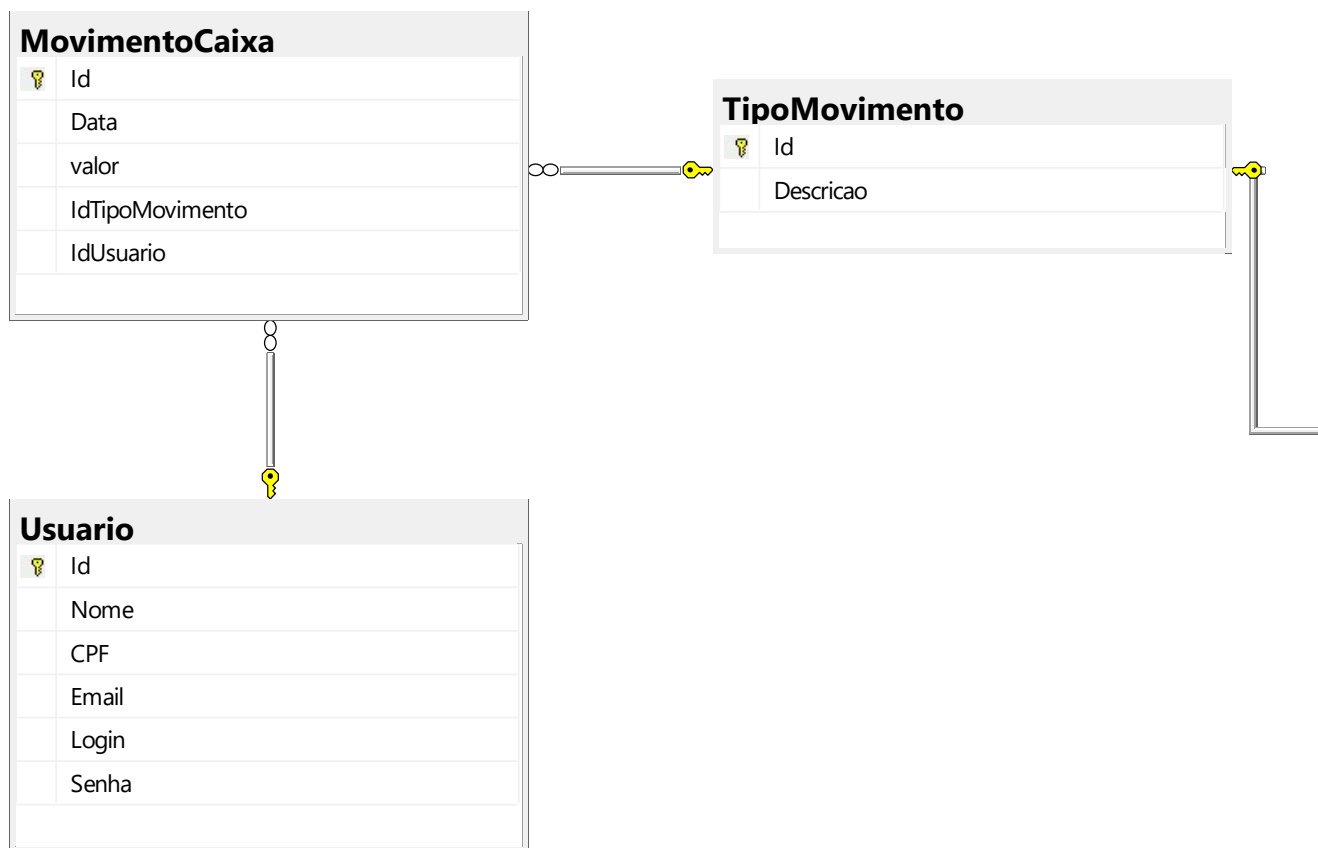 MovimentoCaixa
Id
Data
valor
IdTipoMovimento
IdUsuario
TipoMovimento
Id
Descricao
Usuario
Id
Nome
CPF
Email
Login
Senha